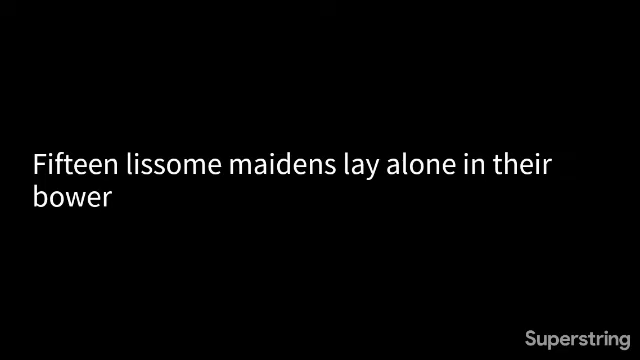 Fifteen lissome maidens lay alone in their
bower
Superstring